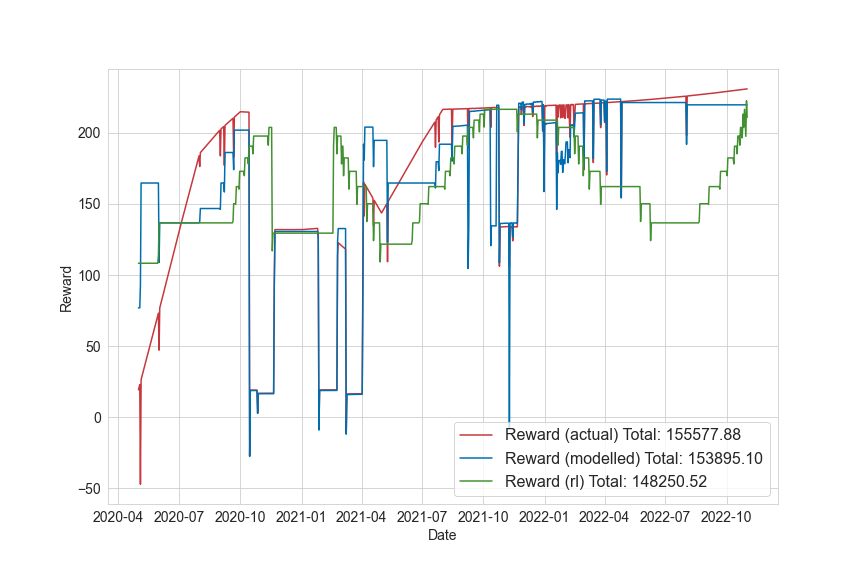 200
150
100
50
0
−50
Reward
2020-04 2020-07 2020-10 2021-01 2021-04 2021-07 2021-10 2022-01 2022-04 2022-07 2022-10
Date
Reward (actual) Total: 155577.88
Reward (modelled) Total: 153895.10
Reward (rl) Total: 148250.52